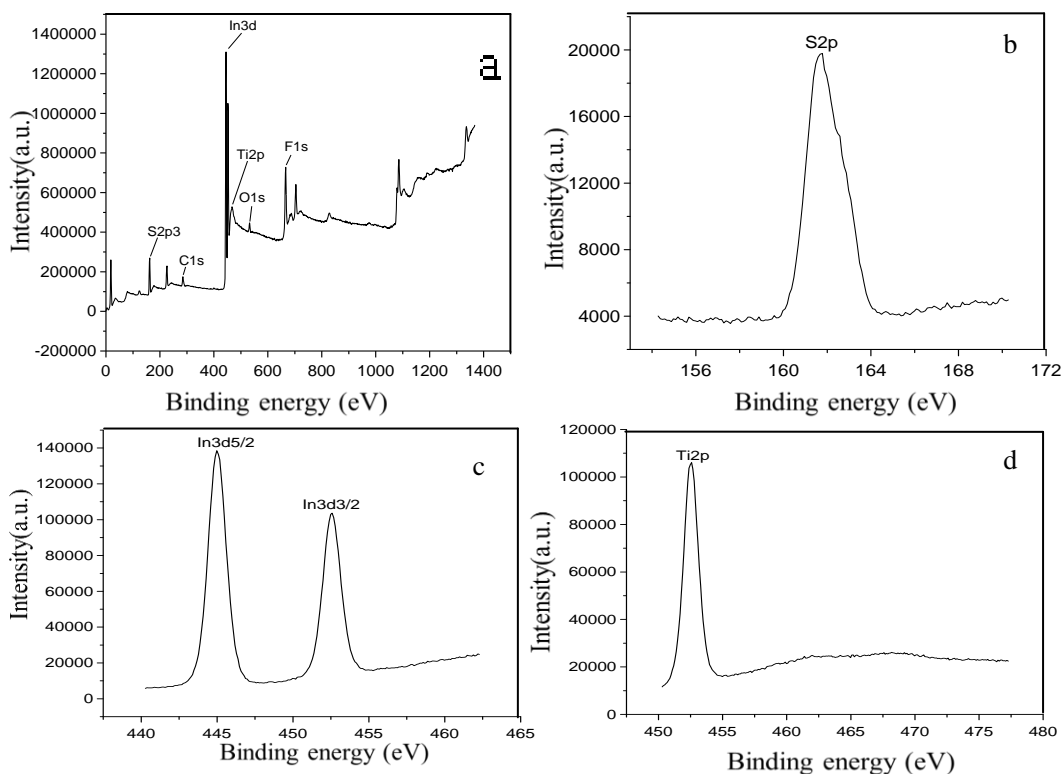 a
Intensity(a.u.)
1400000
1200000
1000000
800000
600000
400000
200000
0
-200000
In3d
Ti2p
O1s
F1s
S2p3
C1s
0 200 400 600 800 1000 1200 1400
Binding energy (eV)
b
Intensity(a.u.)
20000
16000
12000
8000
4000
S2p
156 160 164 168 172
Binding energy (eV)
c
Intensity(a.u.)
140000
120000
100000
80000
60000
40000
20000
0
In3d5/2
In3d3/2
440 445 450 455 460 465
Binding energy (eV)
d
Intensity(a.u.)
120000
100000
80000
60000
40000
20000
0
Ti2p
450 455 460 465 470 475 480
Binding energy (eV)